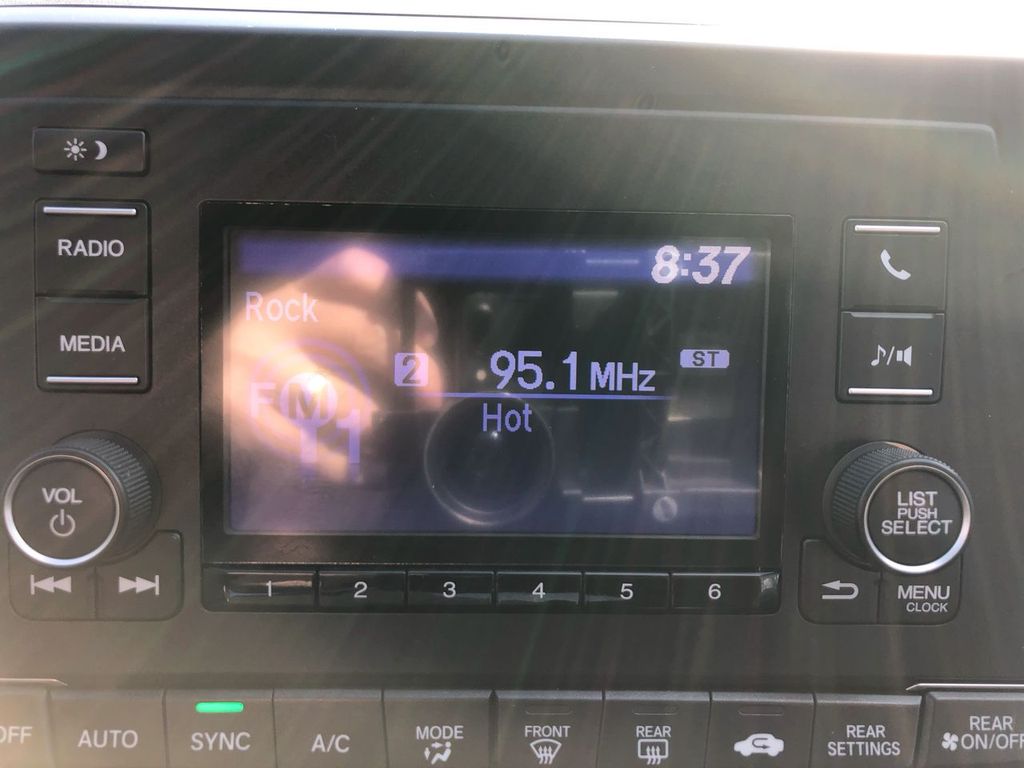 8:37
RADIO
Rock
MEDIA
2 95.1 MHz ST
FM1
Hot
VOL
LIST
PUSH
SELECT
1 2 3 4 5 6
MENU
CLOCK
OFF AUTO SYNC A/C
MODE
FRONT
REAR
REAR
SETTINGS
REAR
ON/OFF